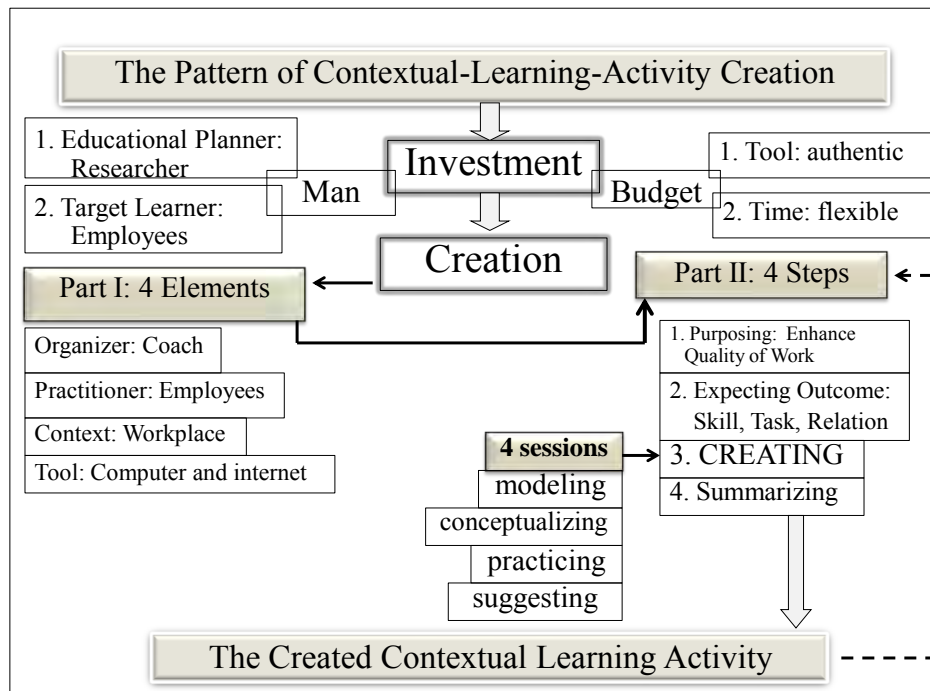 The Pattern of Contextual-Learning-Activity Creation
1. Educational Planner:
Researcher
2. Target Learner:
Employees
Man
Investment
Budget
1. Tool: authentic
2. Time: flexible
Creation
Part I: 4 Elements
Organizer: Coach
Practitioner: Employees
Context: Workplace
Tool: Computer and internet
Part II: 4 Steps
1. Purposing: Enhance
Quality of Work
2. Expecting Outcome:
Skill, Task, Relation
3. CREATING
4. Summarizing
4 sessions
modeling
conceptualizing
practicing
suggesting
The Created Contextual Learning Activity